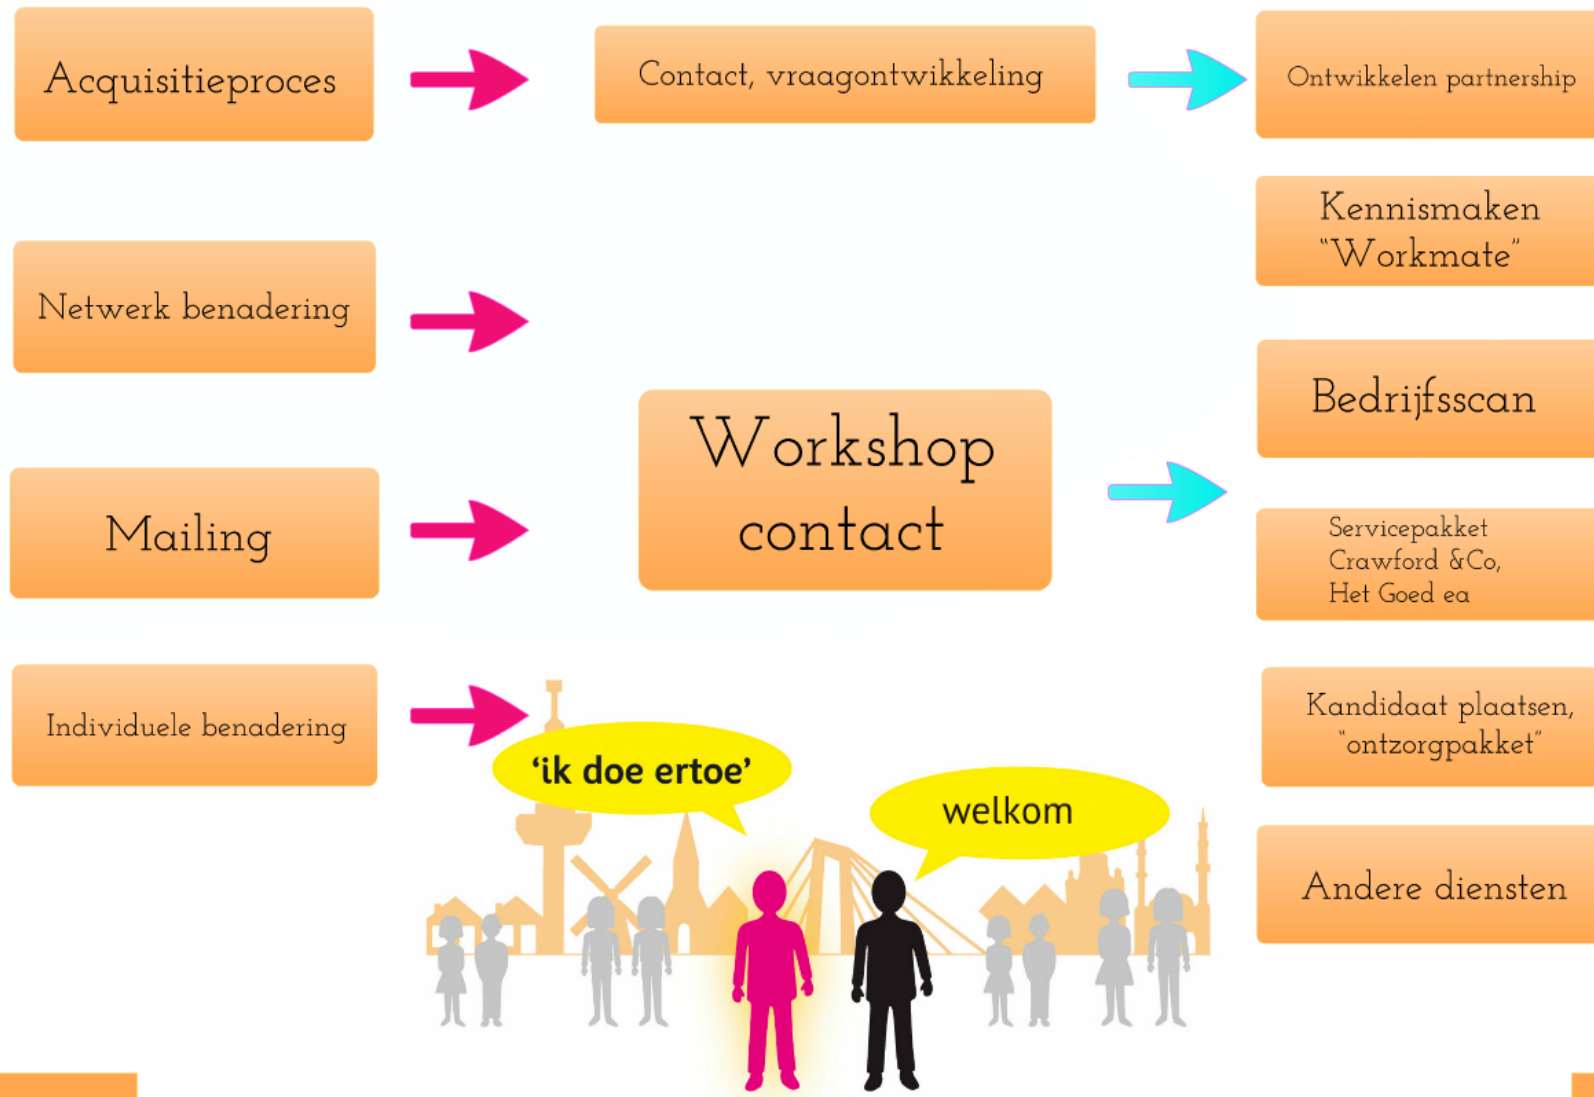 Acquisitieproces
Contact, vraagontwikkeling
Ontwikkelen partnership
Kennismaken
"Workmate"
Netwerk benadering
Bedrijfsscan
Workshop
contact
Mailing
Servicepakket
Crawford &Co,
Het Goed ea
Individuele benadering
Kandidaat plaatsen,
"ontzorgpakket"
'ik doe ertoe'
welkom
Andere diensten